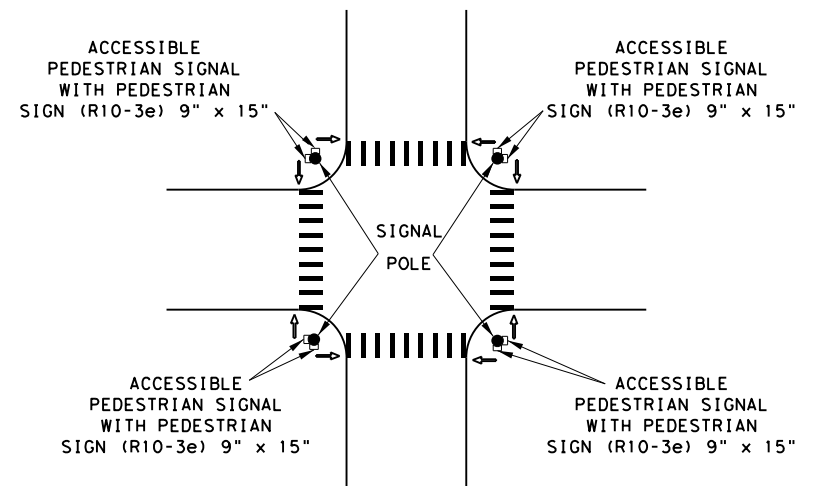 ACCESSIBLE
PEDESTRIAN SIGNAL
WITH PEDESTRIAN
SIGN (R10-3e) 9" x 15"
ACCESSIBLE
PEDESTRIAN SIGNAL
WITH PEDESTRIAN
SIGN (R10-3e) 9" x 15"
SIGNAL
POLE
ACCESSIBLE
PEDESTRIAN SIGNAL
WITH PEDESTRIAN
SIGN (R10-3e) 9" x 15"
ACCESSIBLE
PEDESTRIAN SIGNAL
WITH PEDESTRIAN
SIGN (R10-3e) 9" x 15"